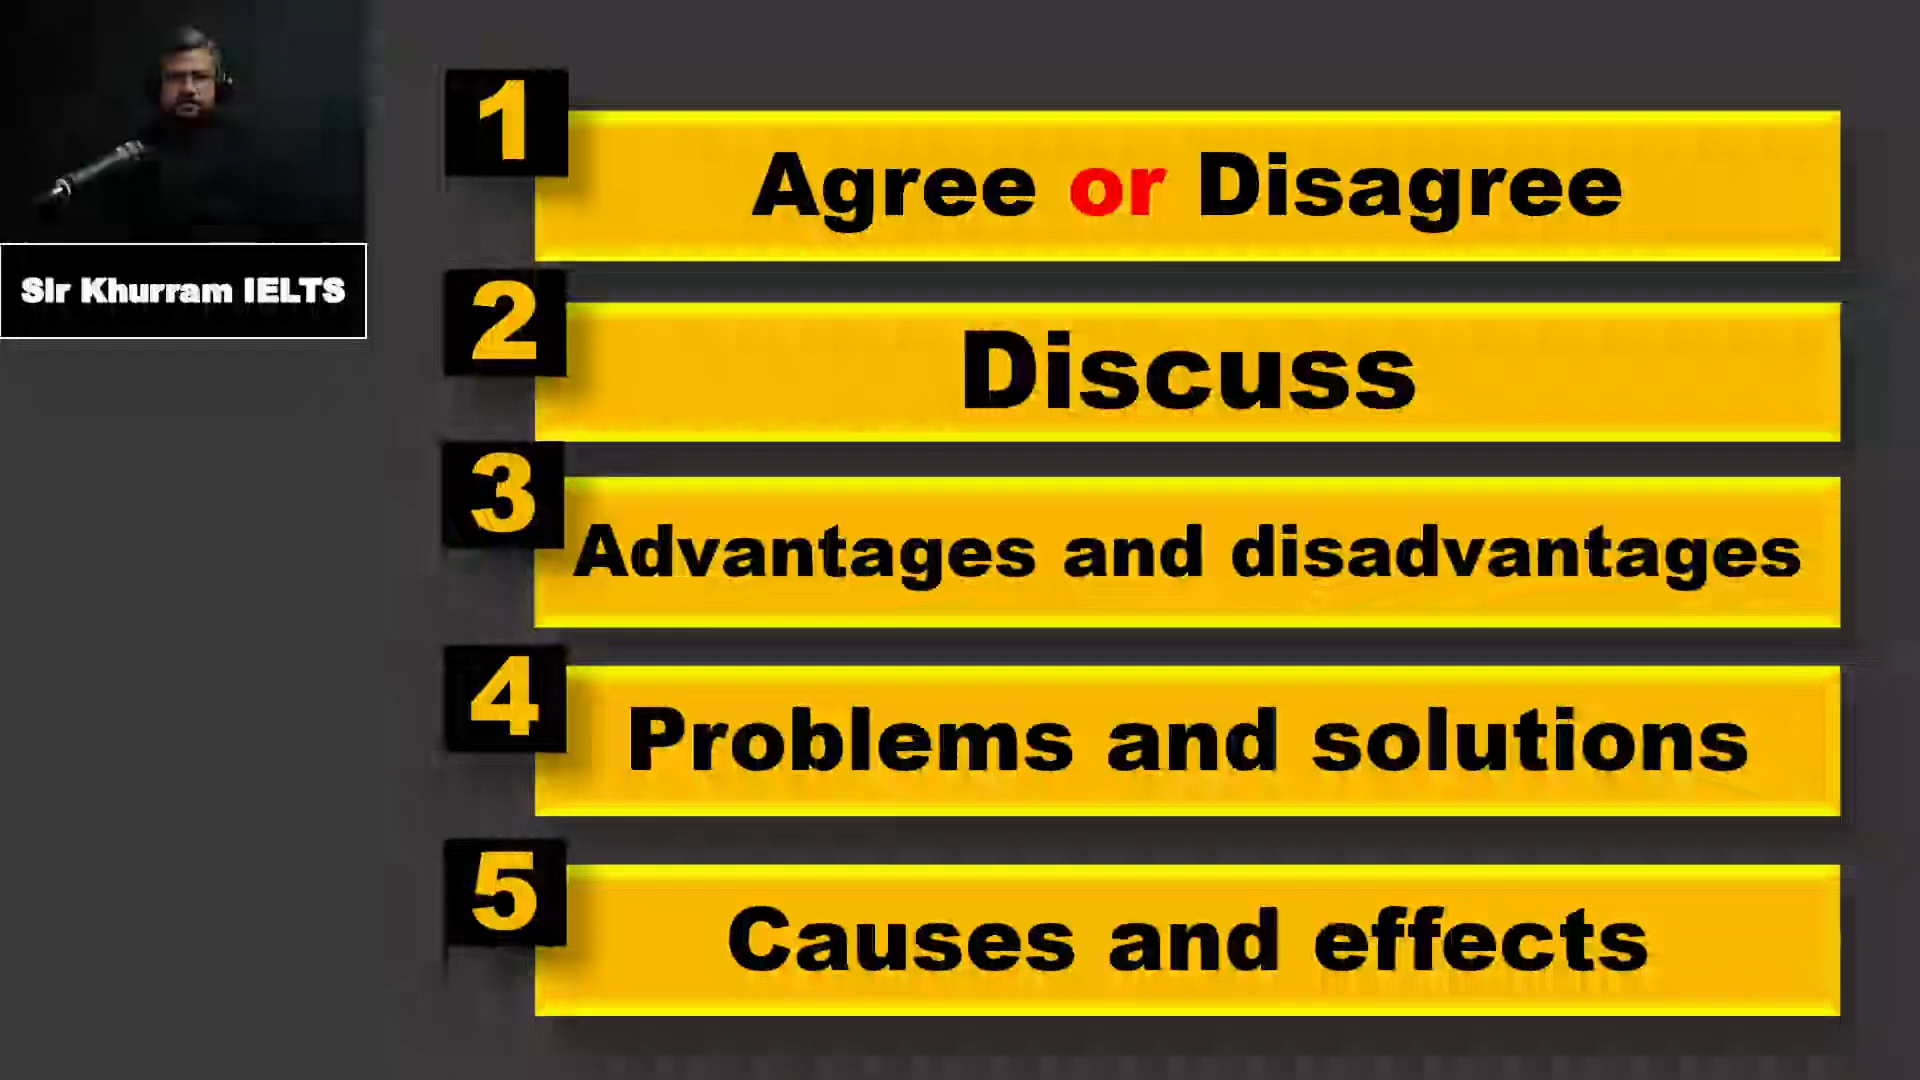 Sir Khurram IELTS
1
Agree or Disagree
2
Discuss
3
Advantages and disadvantages
4
Problems and solutions
5
Causes and effects